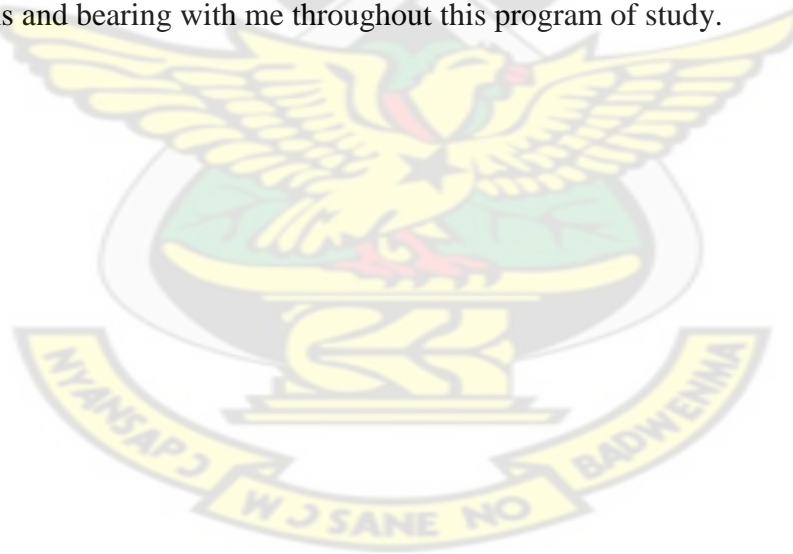 s and bearing with me throughout this program of study.
NYANSAPƆ
WƆSANE NO
BADWENMA